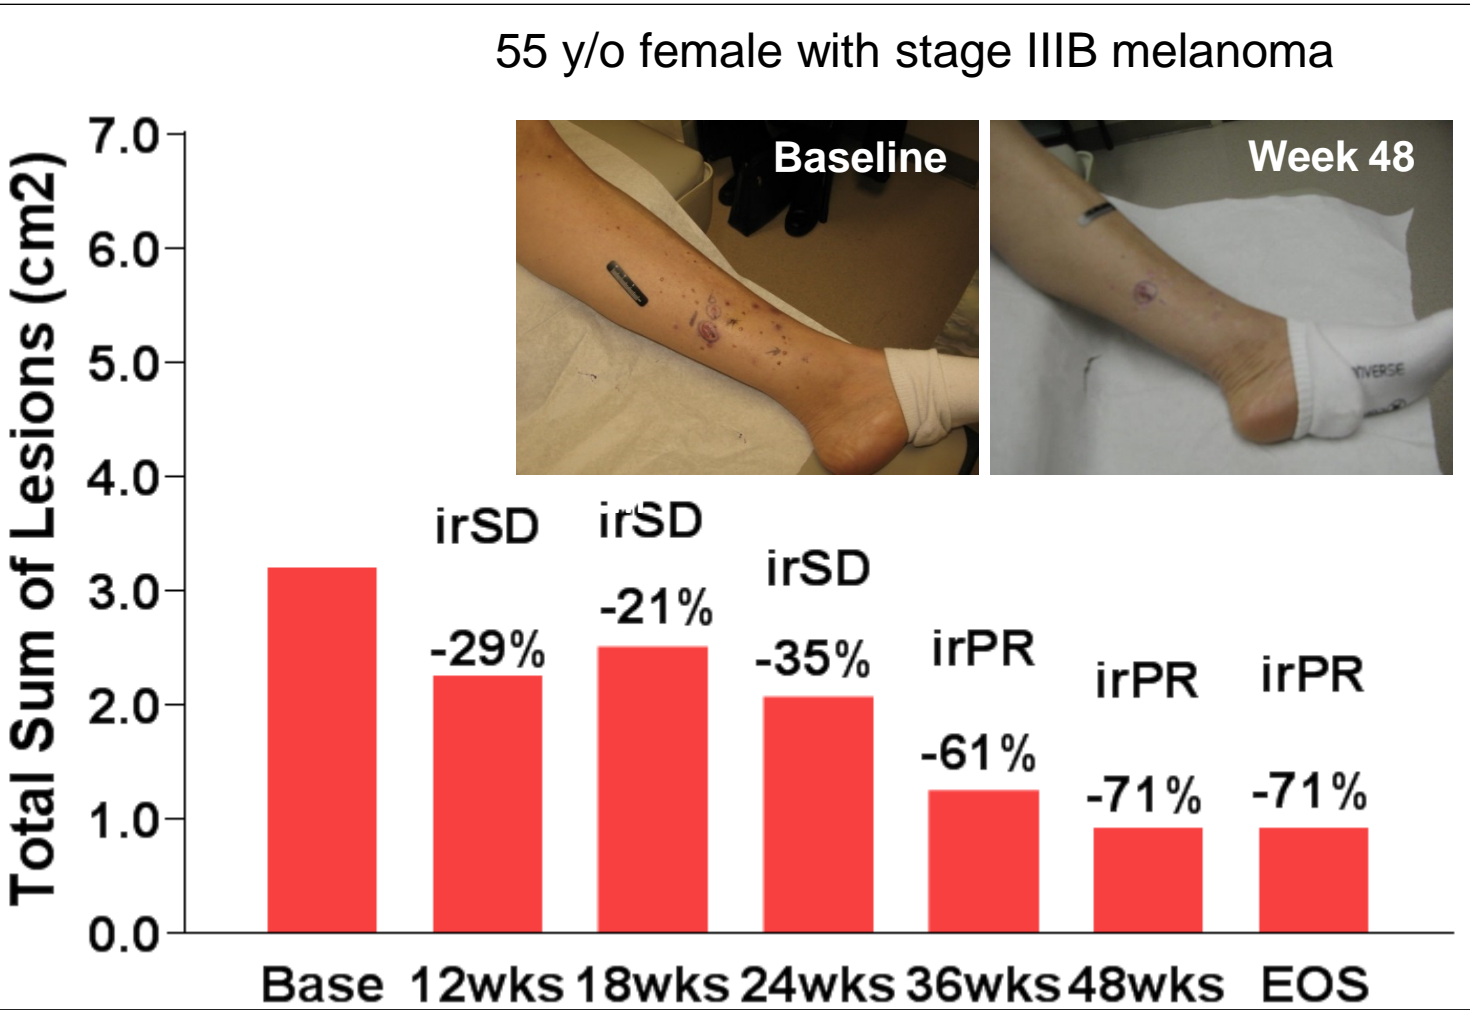 55 y/o female with stage IIIB melanoma
Total Sum of Lesions (cm2)
7.0
6.0
5.0
4.0
3.0
2.0
1.0
0.0
Baseline
Week 48
irSD
-29%
irSD
-21%
irSD
-35%
irPR
-61%
irPR
-71%
irPR
-71%
Base 12wks 18wks 24wks 36wks 48wks EOS